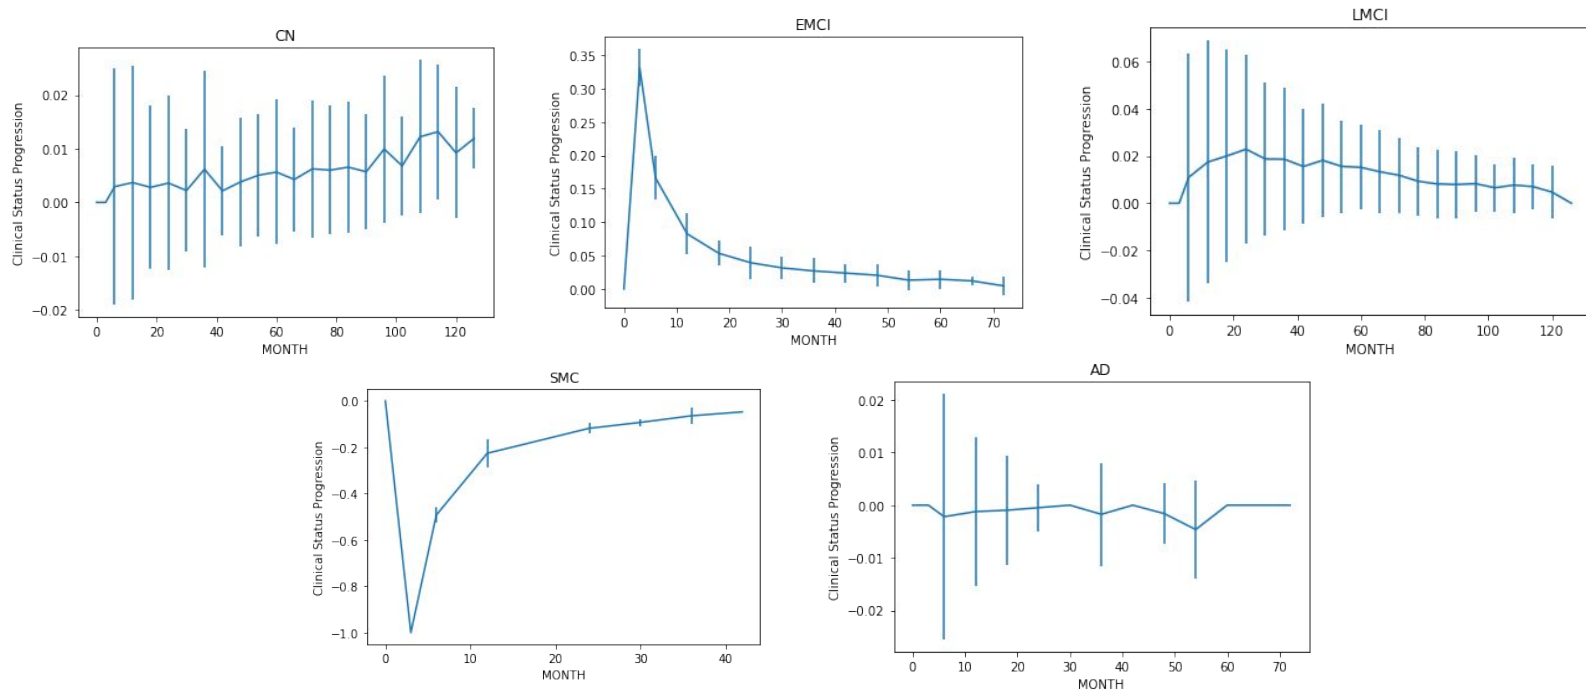 CN
Clinical Status Progression
0.02
0.01
0.00
−0.01
−0.02
0 20 40 60 80 100 120
MONTH
EMCI
Clinical Status Progression
0.35
0.30
0.25
0.20
0.15
0.10
0.05
0.00
0 10 20 30 40 50 60 70
MONTH
LMCI
Clinical Status Progression
0.06
0.04
0.02
0.00
−0.02
−0.04
0 20 40 60 80 100 120
MONTH
SMC
Clinical Status Progression
0.0
−0.2
−0.4
−0.6
−0.8
−1.0
0 10 20 30 40
MONTH
AD
Clinical Status Progression
0.02
0.01
0.00
−0.01
−0.02
0 10 20 30 40 50 60 70
MONTH